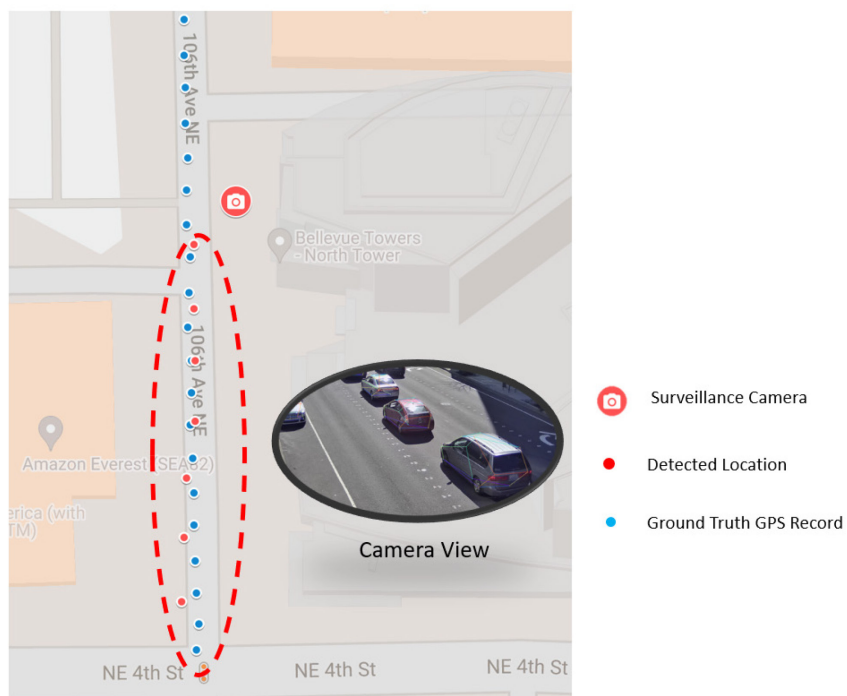 106th Ave NE
Bellevue Towers
- North Tower
106th Ave NE
Amazon Everest (SEA82)
erica (with
TM)
Camera View
NE 4th St
NE 4th St
NE 4th St
Surveillance Camera
Detected Location
Ground Truth GPS Record